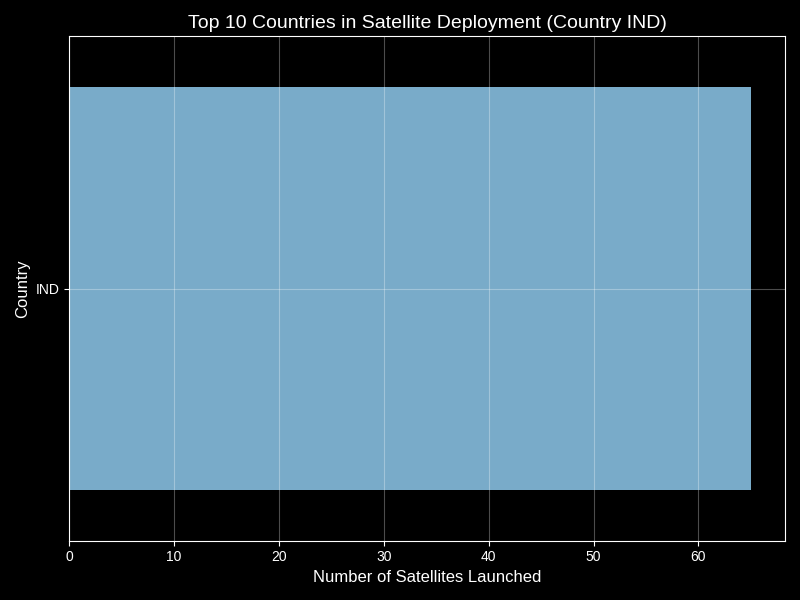 Top 10 Countries in Satellite Deployment (Country IND)
Country
IND
0 10 20 30 40 50 60
Number of Satellites Launched